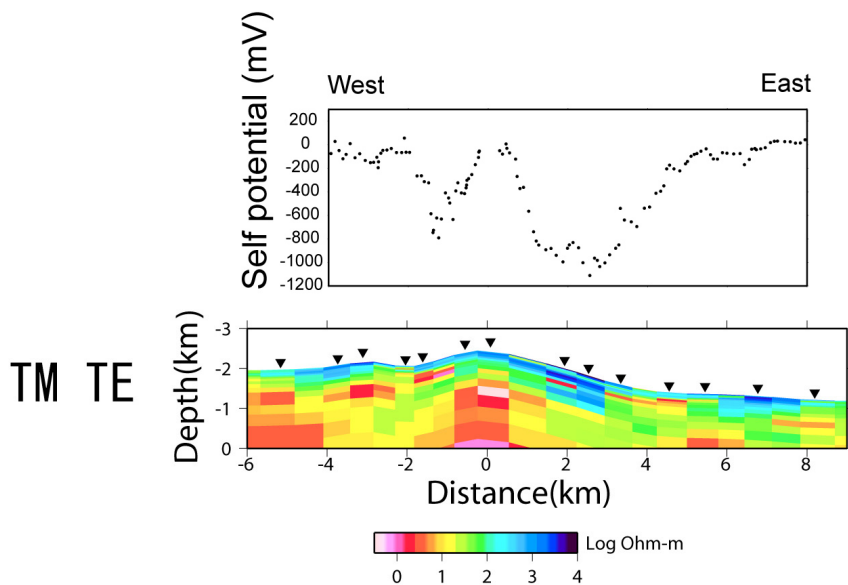 West East
Self potential (mV)
200
0
-200
-400
-600
-800
-1000
-1200
TM TE
Depth(km)
-3
-2
-1
0
-6 -4 -2 0 2 4 6 8
Distance(km)
Log Ohm-m
0 1 2 3 4